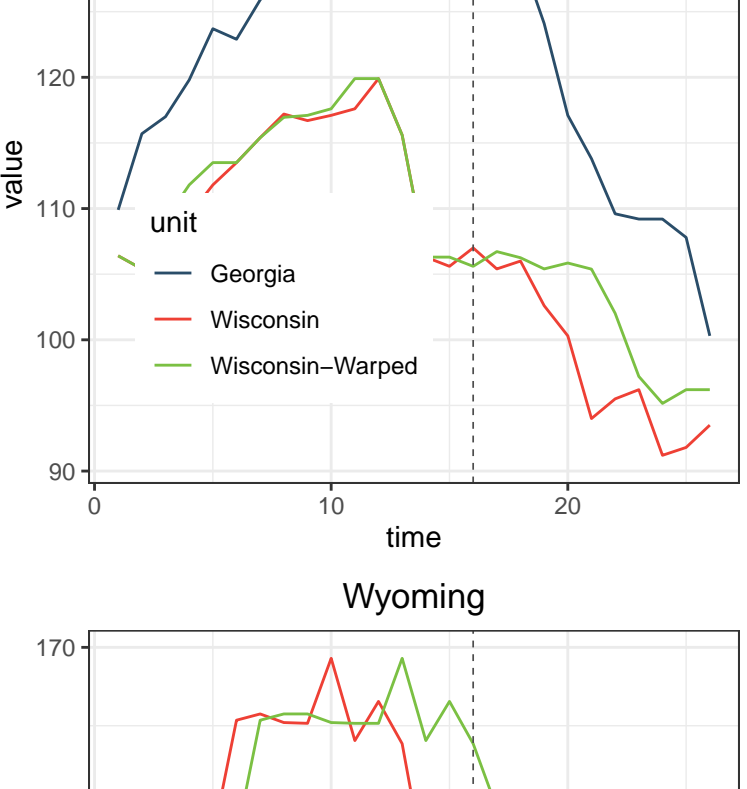 120
110
100
90
value
unit
Georgia
Wisconsin
Wisconsin−Warped
0 10 20
time
Wyoming
170